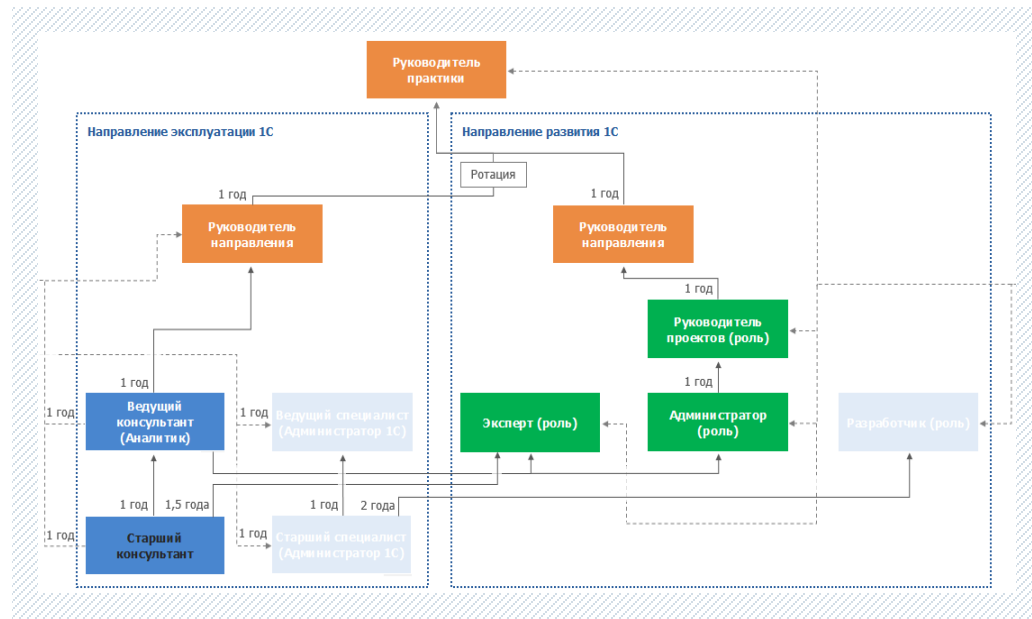 Руководитель
практики
Направление эксплуатации 1С
Направление развития 1С
Ротация
1 год
1 год
Руководитель
направления
Руководитель
направления
1 год
Руководитель
проектов (роль)
1 год
1 год
1 год
1 год
Ведущий
консультант
(Аналитик)
Ведущий специалист
(Администратор 1С)
Эксперт (роль)
Администратор
(роль)
Разработчик (роль)
1 год
1,5 года
1 год
2 года
1 год
1 год
Старший
консультант
Старший специалист
(Администратор 1С)